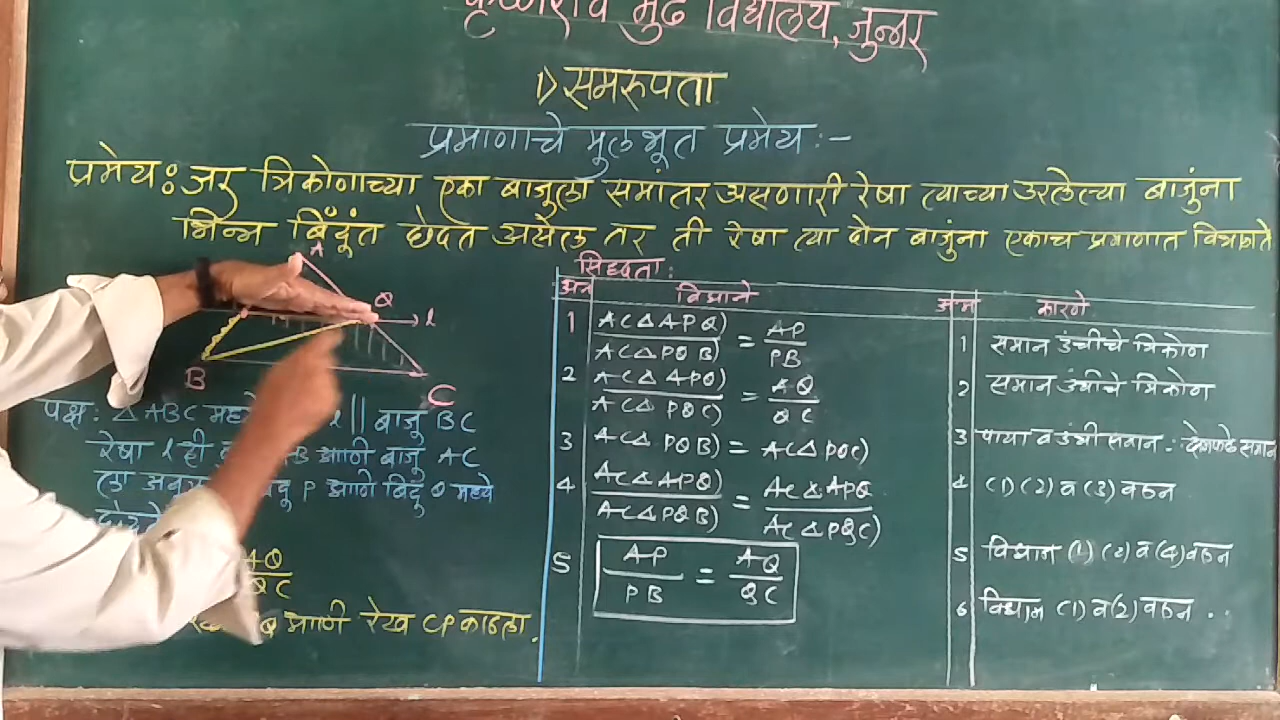 कृष्णराव मुंढे विद्यालय, जुन्नर
1) समरुपता
प्रमाणाचे मुलभूत प्रमेय :-
प्रमेय : जर त्रिकोणाच्या एका बाजुला समांतर असणारी रेषा त्याच्या उरलेल्या बाजुंना
भिन्न बिंदूंत छेदत असेल तर ती रेषा त्या दोन बाजुंना एकाच प्रमाणात विभागते
A
Q
l
B
C
पक्ष : △ ABC मध्ये l || बाजू BC
रेषा l ही AB आणि बाजू AC
ला बिंदू P आणि बिंदू Q मध्ये
AQ
QC
आणि रेख CP काढला.
सिद्धता :
विधाने
कारणे
1 A(△APQ) / A(△PQB) = AP / PB
2 A(△APQ) / A(△PQC) = AQ / QC
3 A(△PQB) = A(△PQC)
4 A(△APQ) / A(△PQB) = A(△APQ / A(△PQC)
5 AP / PB = AQ / QC
1 समान उंचीचे त्रिकोण
2 समान उंचीचे त्रिकोण
3 पाया व उंची समान :
4 (1) (2) व (3) वरुन
5 विधान (1) (2) व (4) वरुन
6 विधान (1) व (2) वरुन ..